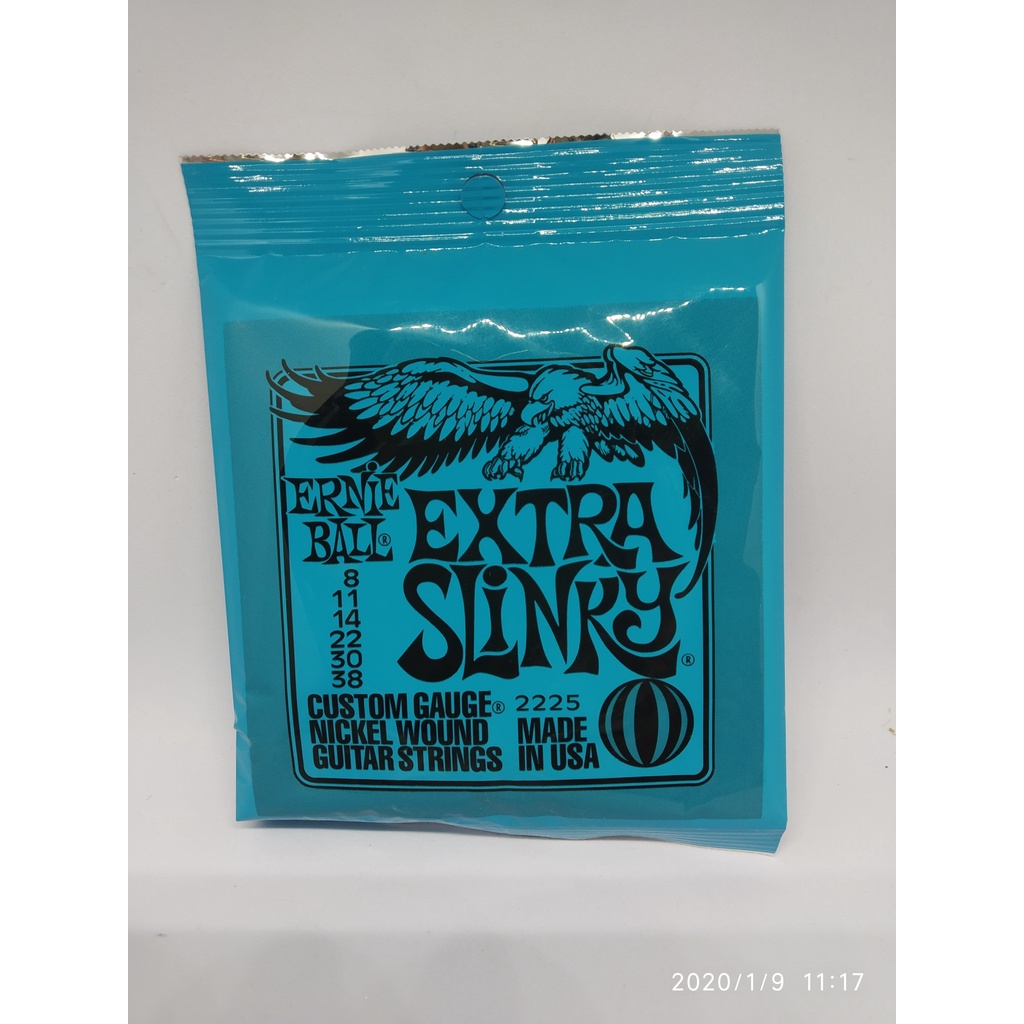 ERNiE
BALL®
EXTRA
SLiNKY®
8
11
14
22
30
38
CUSTOM GAUGE® 2225
NICKEL WOUND
GUITAR STRINGS
MADE
IN USA
2020/1/9 11:17